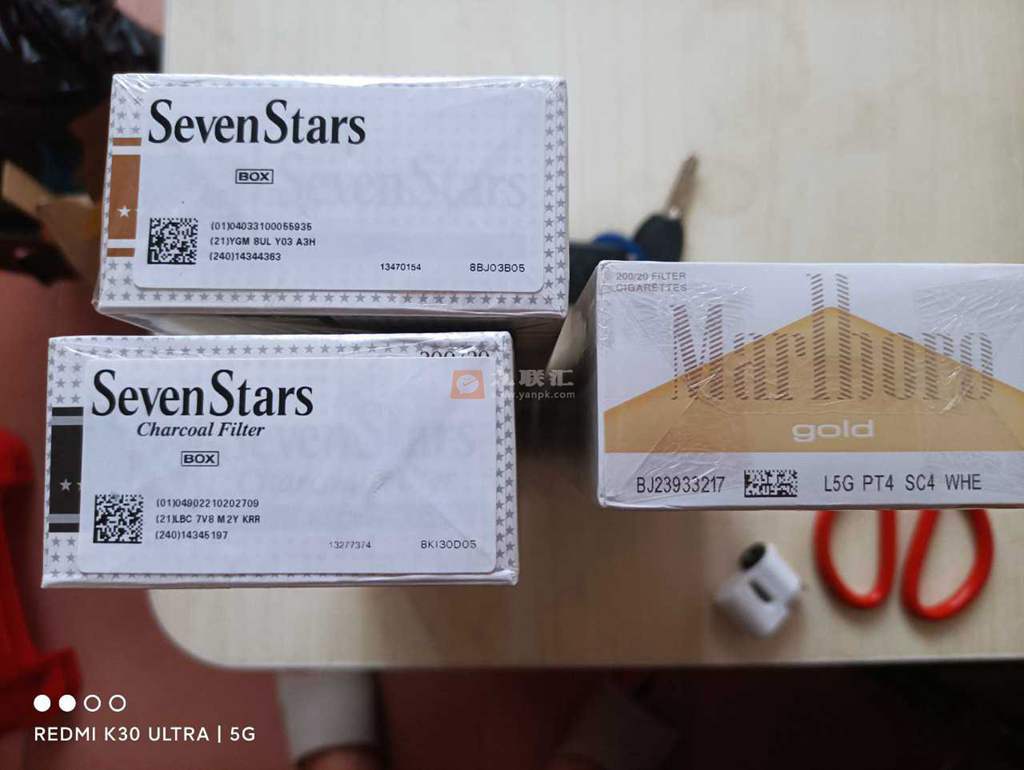 SevenStars
BOX
(01)04033100055935
(21)YGM 8UL Y03 A3H
(240)14344363
13470154
8BJ03B05
200/20 FILTER
CIGARETTES
Marlboro
gold
BJ23933217
L5G PT4 SC4 WHE
200/20
SevenStars
Charcoal Filter
BOX
(01)04902210202709
(21)LBC 7V8 M2Y KRR
(240)14345197
13277374
8KI30D05
联汇
www.yanpk.com
REDMI K30 ULTRA | 5G